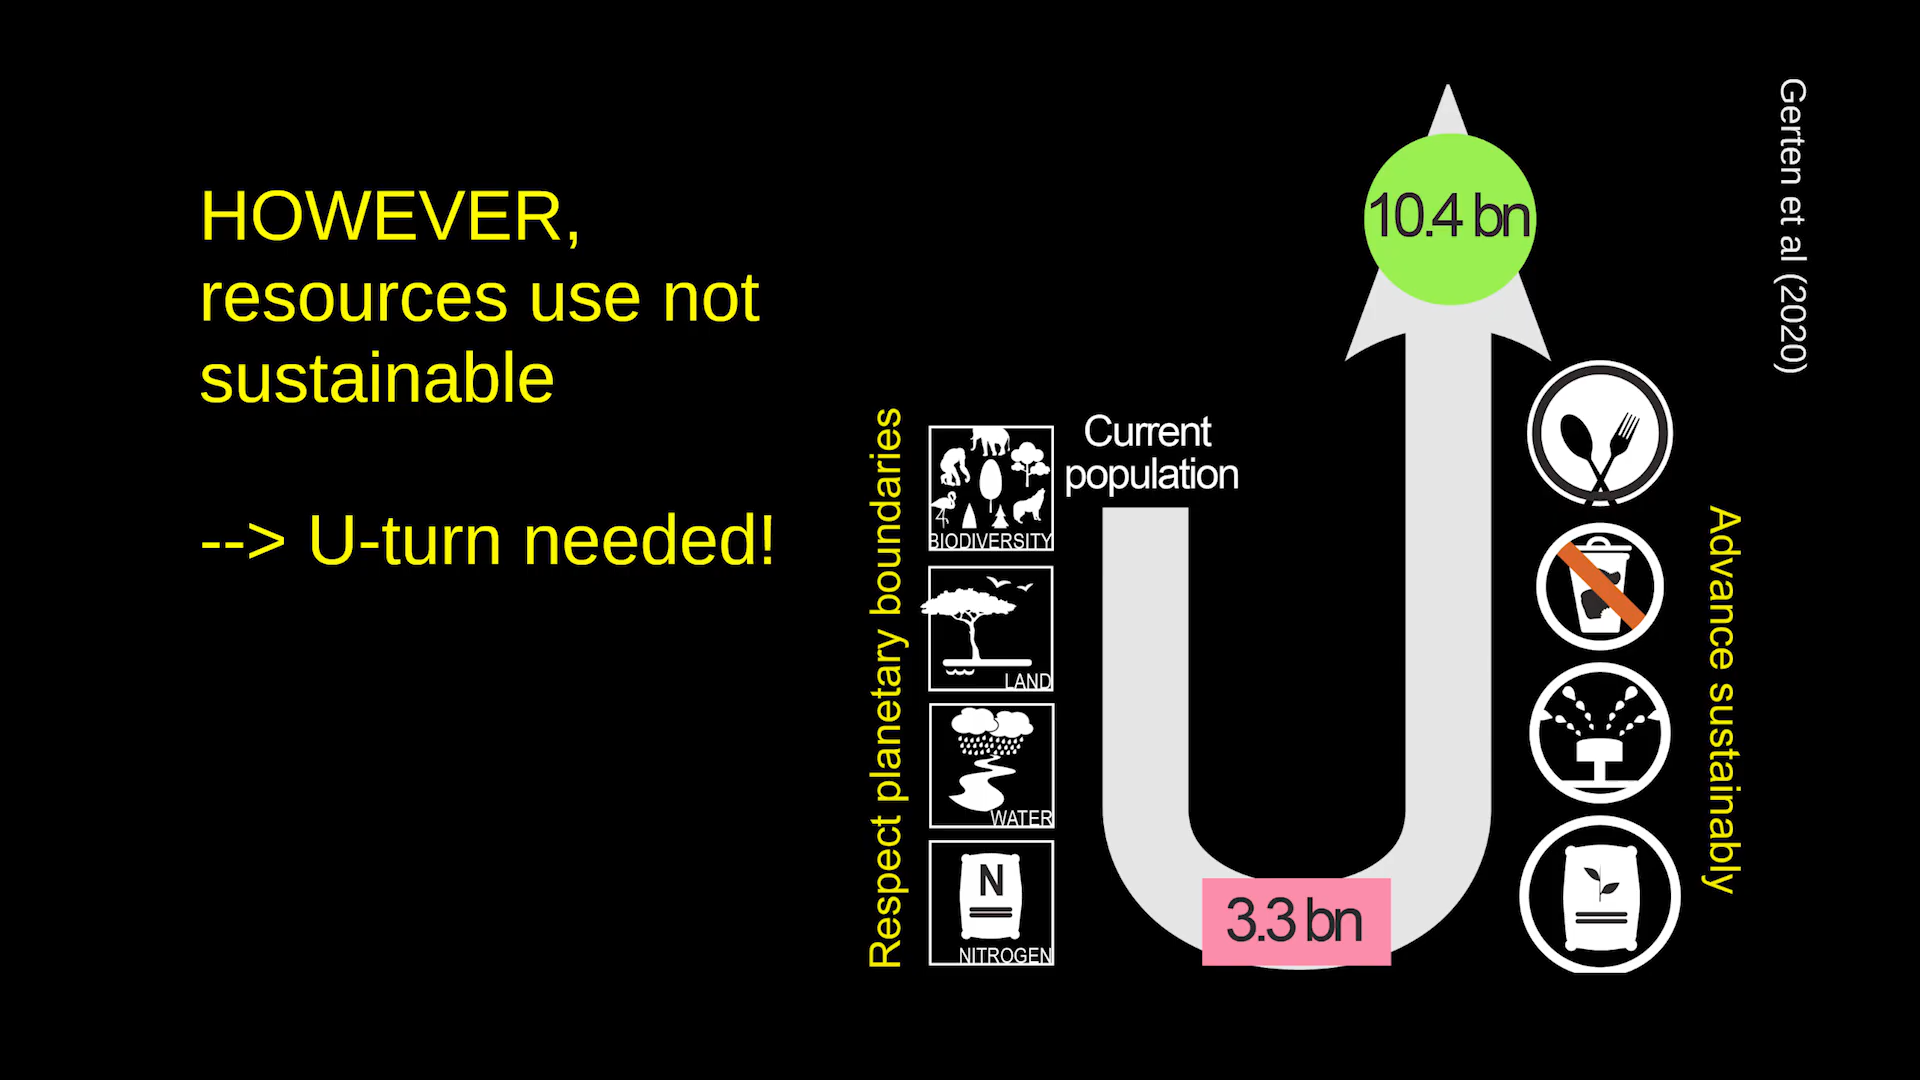 HOWEVER,
resources use not
sustainable
--> U-turn needed!
Respect planetary boundaries
BIODIVERSITY
LAND
WATER
N
NITROGEN
Current
population
3.3 bn
10.4 bn
Advance sustainably
Gerten et al (2020)